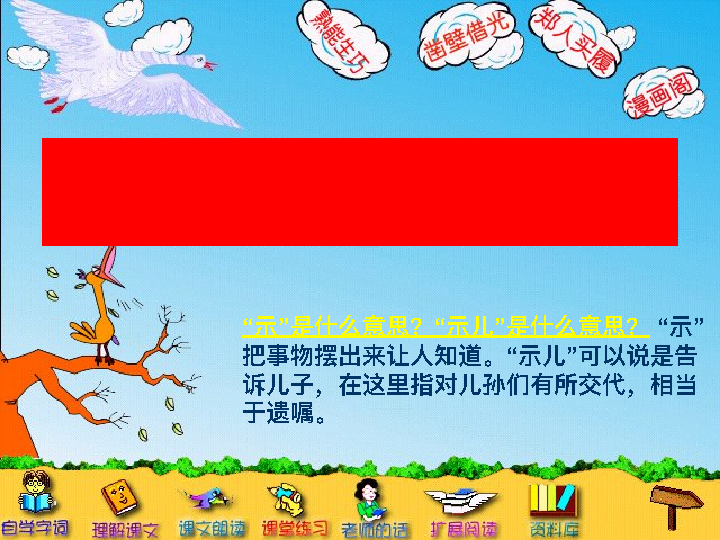 熟能生巧
凿壁借光
郑人买履
漫画阁
“示”是什么意思？“示儿”是什么意思？ “示”
把事物摆出来让人知道。“示儿”可以说是告
诉儿子，在这里指对儿孙们有所交代，相当
于遗嘱。
自学字词 理解课文 课文朗读 课堂练习 老师的话 扩展阅读 资料库